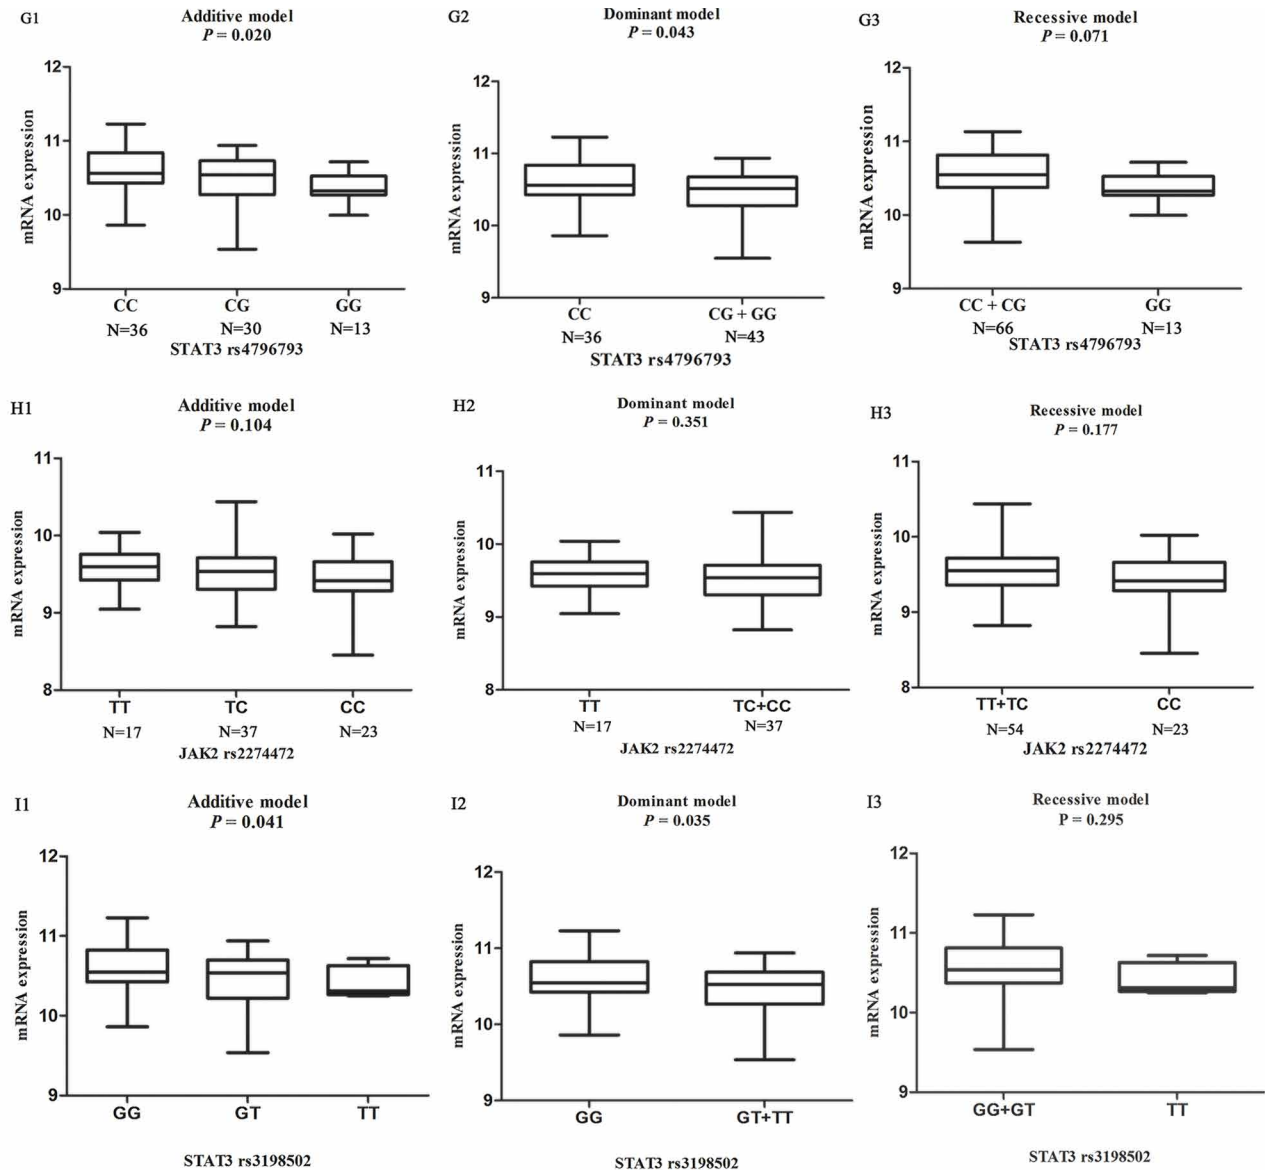 G1
Additive model
P = 0.020
mRNA expression
12
11
10
9
CC CG GG
N=36 N=30 N=13
STAT3 rs4796793
G2
Dominant model
P = 0.043
mRNA expression
12
11
10
9
CC CG + GG
N=36 N=43
STAT3 rs4796793
G3
Recessive model
P = 0.071
mRNA expression
12
11
10
9
CC + CG GG
N=66 N=13
STAT3 rs4796793
H1
Additive model
P = 0.104
mRNA expression
11
10
9
8
TT TC CC
N=17 N=37 N=23
JAK2 rs2274472
H2
Dominant model
P = 0.351
mRNA expression
11
10
9
8
TT TC+CC
N=17 N=37
JAK2 rs2274472
H3
Recessive model
P = 0.177
mRNA expression
11
10
9
8
TT+TC CC
N=54 N=23
JAK2 rs2274472
I1
Additive model
P = 0.041
mRNA expression
12
11
10
9
GG GT TT
STAT3 rs3198502
I2
Dominant model
P = 0.035
mRNA expression
12
11
10
9
GG GT+TT
STAT3 rs3198502
I3
Recessive model
P = 0.295
mRNA expression
12
11
10
9
GG+GT TT
STAT3 rs3198502